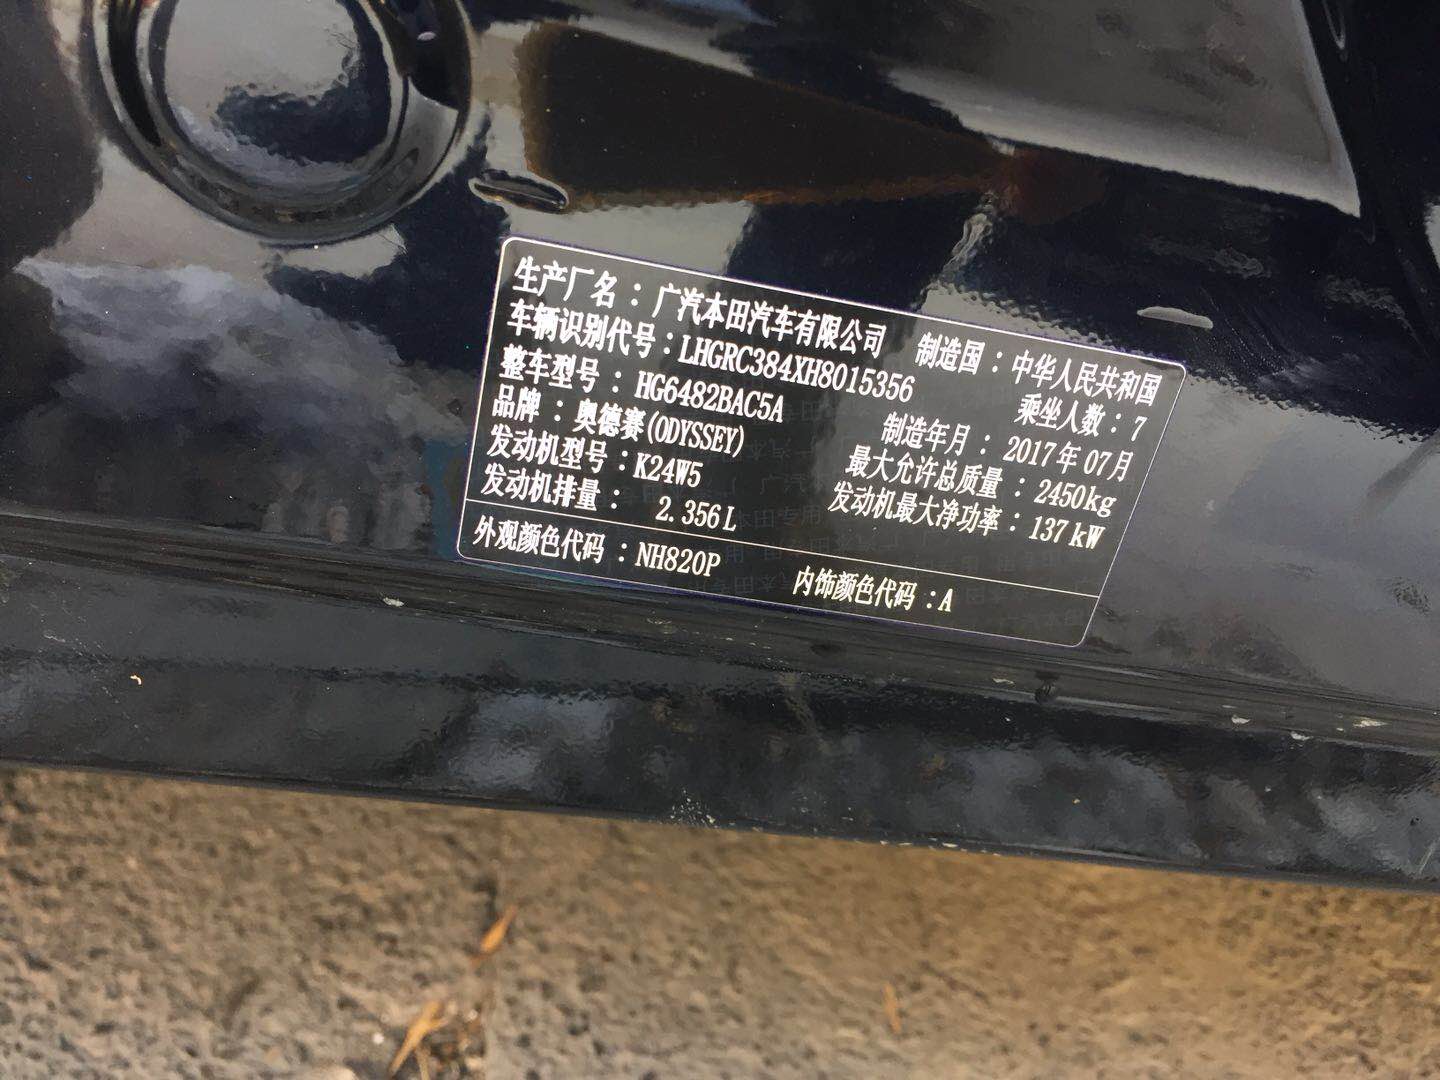 生产厂名：广汽本田汽车有限公司 制造国：中华人民共和国
车辆识别代号：LHGRC384XH8015356 乘坐人数：7
整车型号：HG6482BAC5A 制造年月：2017年07月
品牌：奥德赛(ODYSSEY) 最大允许总质量：2450kg
发动机型号：K24W5 发动机最大净功率：137kW
发动机排量：2.356L
外观颜色代码：NH820P 内饰颜色代码：A